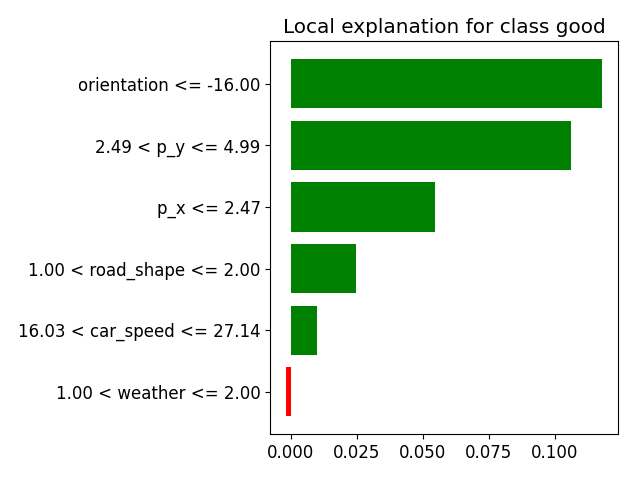 Local explanation for class good
orientation <= -16.00
2.49 < p_y <= 4.99
p_x <= 2.47
1.00 < road_shape <= 2.00
16.03 < car_speed <= 27.14
1.00 < weather <= 2.00
0.000 0.025 0.050 0.075 0.100